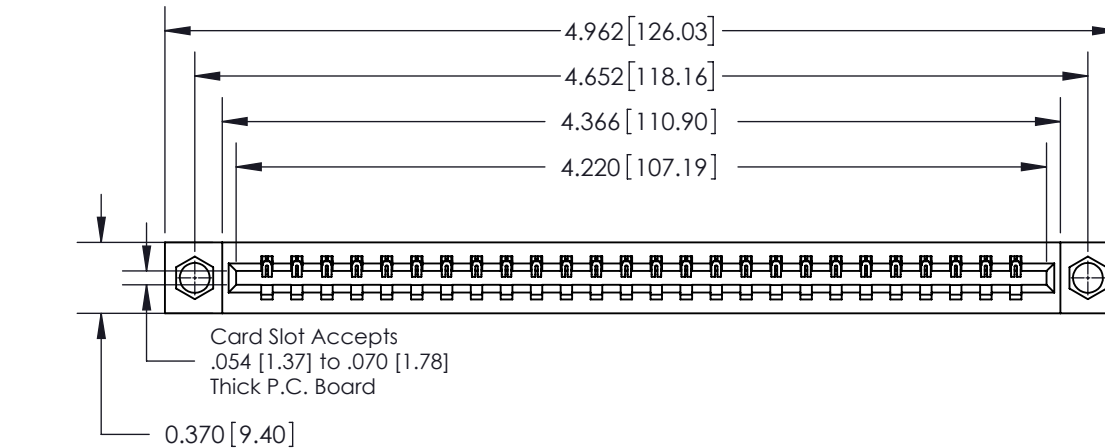 4.962[126.03]
4.652[118.16]
4.366[110.90]
4.220[107.19]
Card Slot Accepts
.054 [1.37] to .070 [1.78]
Thick P.C. Board
0.370[9.40]